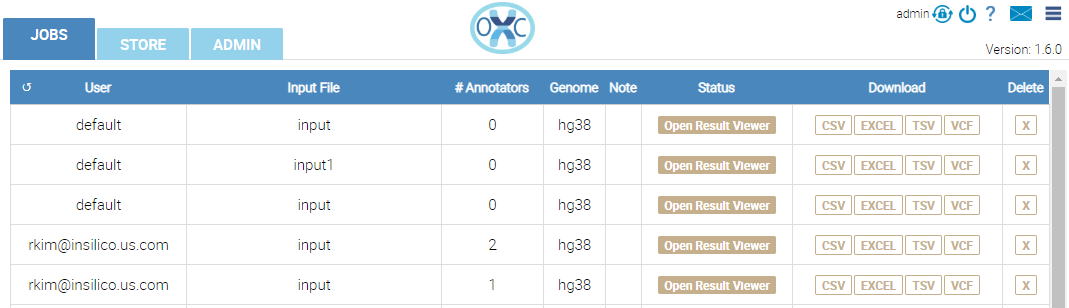 admin ?
JOBS STORE ADMIN
OXC
Version: 1.6.0
↺ User Input File # Annotators Genome Note Status Download Delete
default input 0 hg38 Open Result Viewer CSV EXCEL TSV VCF X
default input1 0 hg38 Open Result Viewer CSV EXCEL TSV VCF X
default input 0 hg38 Open Result Viewer CSV EXCEL TSV VCF X
rkim@insilico.us.com input 2 hg38 Open Result Viewer CSV EXCEL TSV VCF X
rkim@insilico.us.com input 1 hg38 Open Result Viewer CSV EXCEL TSV VCF X